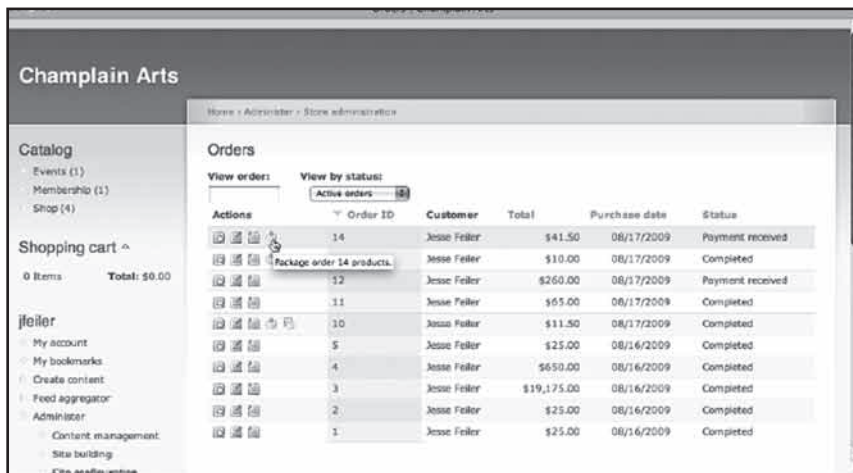 Champlain Arts
Home › Administer › Store administration
Catalog
Events (1)
Membership (1)
Shop (4)
Shopping cart
0 Items Total: $0.00
jfeiler
My account
My bookmarks
Create content
Feed aggregator
Administer
Content management
Site building
Orders
View order: View by status:
Active orders
Actions Order ID Customer Total Purchase date Status
14 Jesse Feiler $41.50 08/17/2009 Payment received
Jesse Feiler $10.00 08/17/2009 Completed
Package order 14 products.
12 Jesse Feiler $260.00 08/17/2009 Payment received
11 Jesse Feiler $65.00 08/17/2009 Completed
10 Jesse Feiler $11.50 08/17/2009 Completed
5 Jesse Feiler $25.00 08/16/2009 Completed
4 Jesse Feiler $650.00 08/16/2009 Completed
3 Jesse Feiler $19,175.00 08/16/2009 Completed
2 Jesse Feiler $25.00 08/16/2009 Completed
1 Jesse Feiler $25.00 08/16/2009 Completed